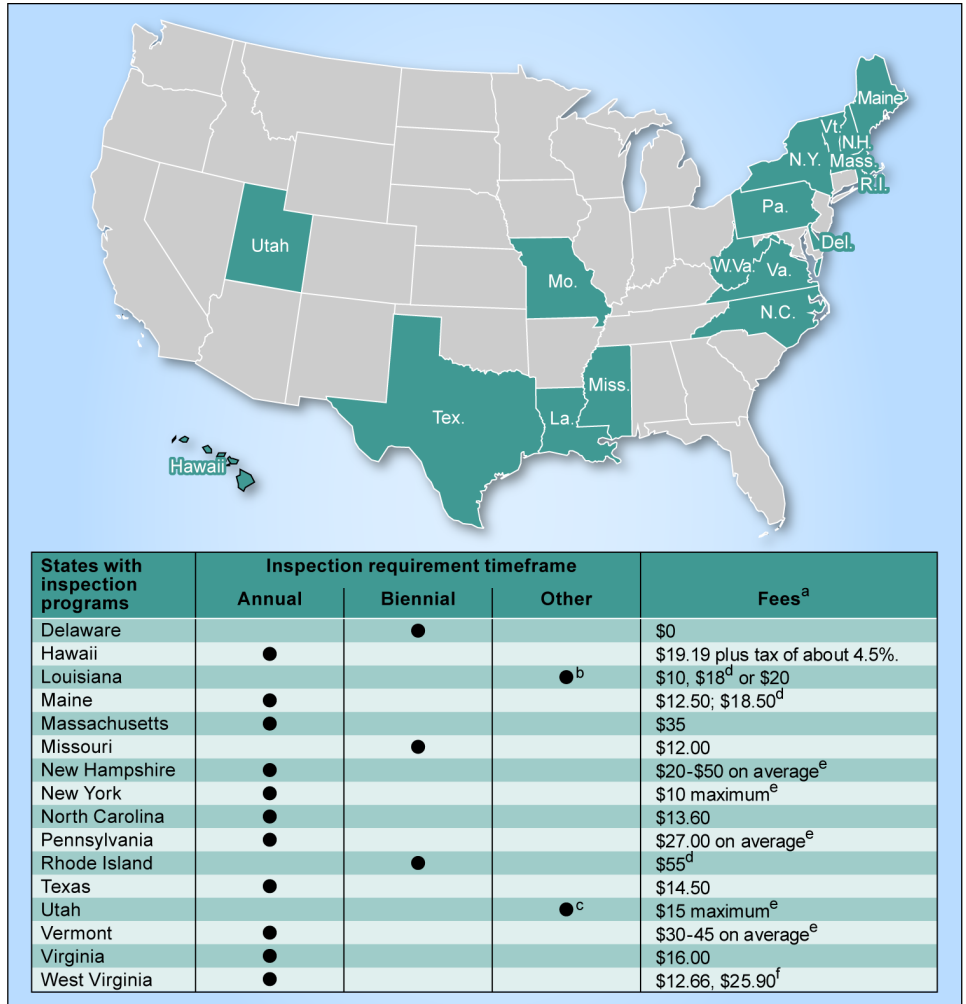 Maine
Vt.
N.H.
N.Y.
Mass.
R.I.
Pa.
Del.
Utah
Mo.
W.Va.
Va.
N.C.
Miss.
Tex.
La.
Hawaii
States with inspection programs
Inspection requirement timeframe
Annual Biennial Other Fees^a
Delaware ● $0
Hawaii ● $19.19 plus tax of about 4.5%.
Louisiana ●^b $10, $18^d or $20
Maine ● $12.50; $18.50^d
Massachusetts ● $35
Missouri ● $12.00
New Hampshire ● $20-$50 on average^e
New York ● $10 maximum^e
North Carolina ● $13.60
Pennsylvania ● $27.00 on average^e
Rhode Island ● $55^d
Texas ● $14.50
Utah ●^c $15 maximum^e
Vermont ● $30-45 on average^e
Virginia ● $16.00
West Virginia ● $12.66, $25.90^f